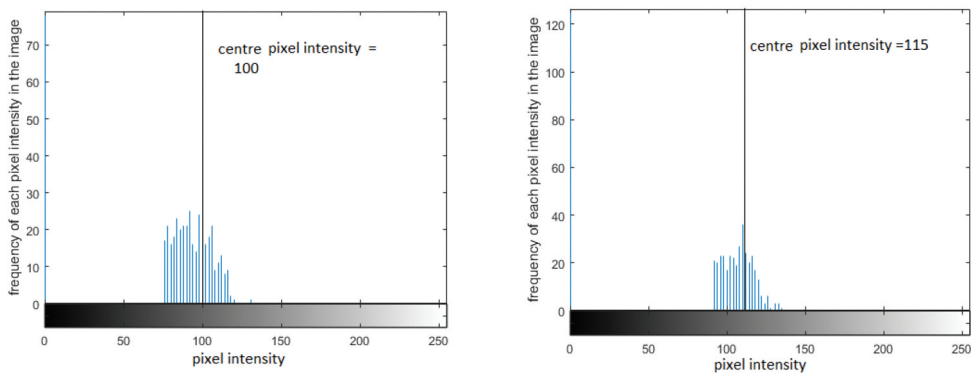 frequency of each pixel intensity in the image
70
60
50
40
30
20
10
0
centre pixel intensity =
100
0 50 100 150 200 250
pixel intensity
frequency of each pixel intensity in the image
120
100
80
60
40
20
0
centre pixel intensity =115
0 50 100 150 200 250
pixel intensity